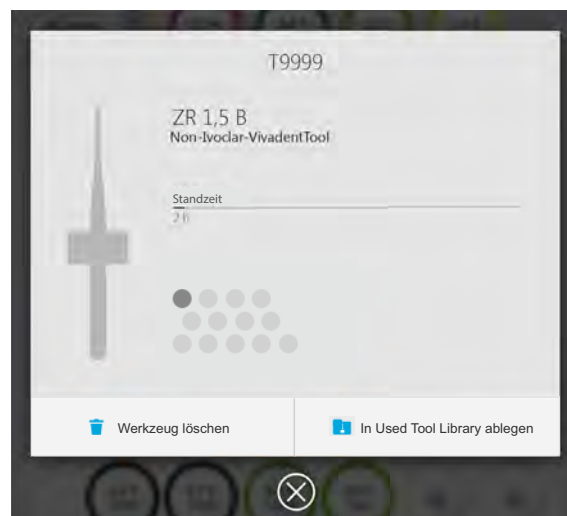 T9999
ZR 1,5 B
Non-Ivoclar-VivadentTool
Standzeit
Werkzeug löschen
In Used Tool Library ablegen